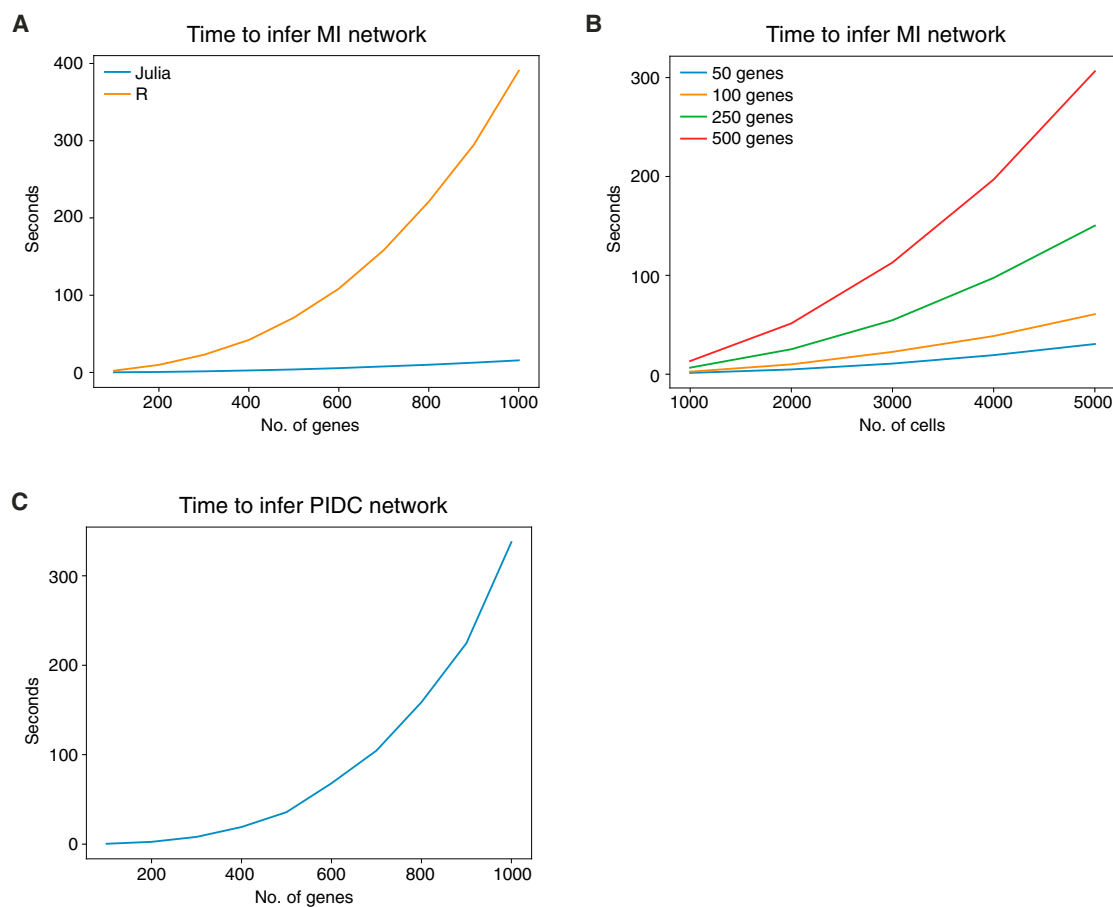 A
Time to infer MI network
400
300
200
100
0
Seconds
Julia
R
200 400 600 800 1000
No. of genes
B
Time to infer MI network
300
200
100
0
Seconds
50 genes
100 genes
250 genes
500 genes
1000 2000 3000 4000 5000
No. of cells
C
Time to infer PIDC network
300
200
100
0
Seconds
200 400 600 800 1000
No. of genes